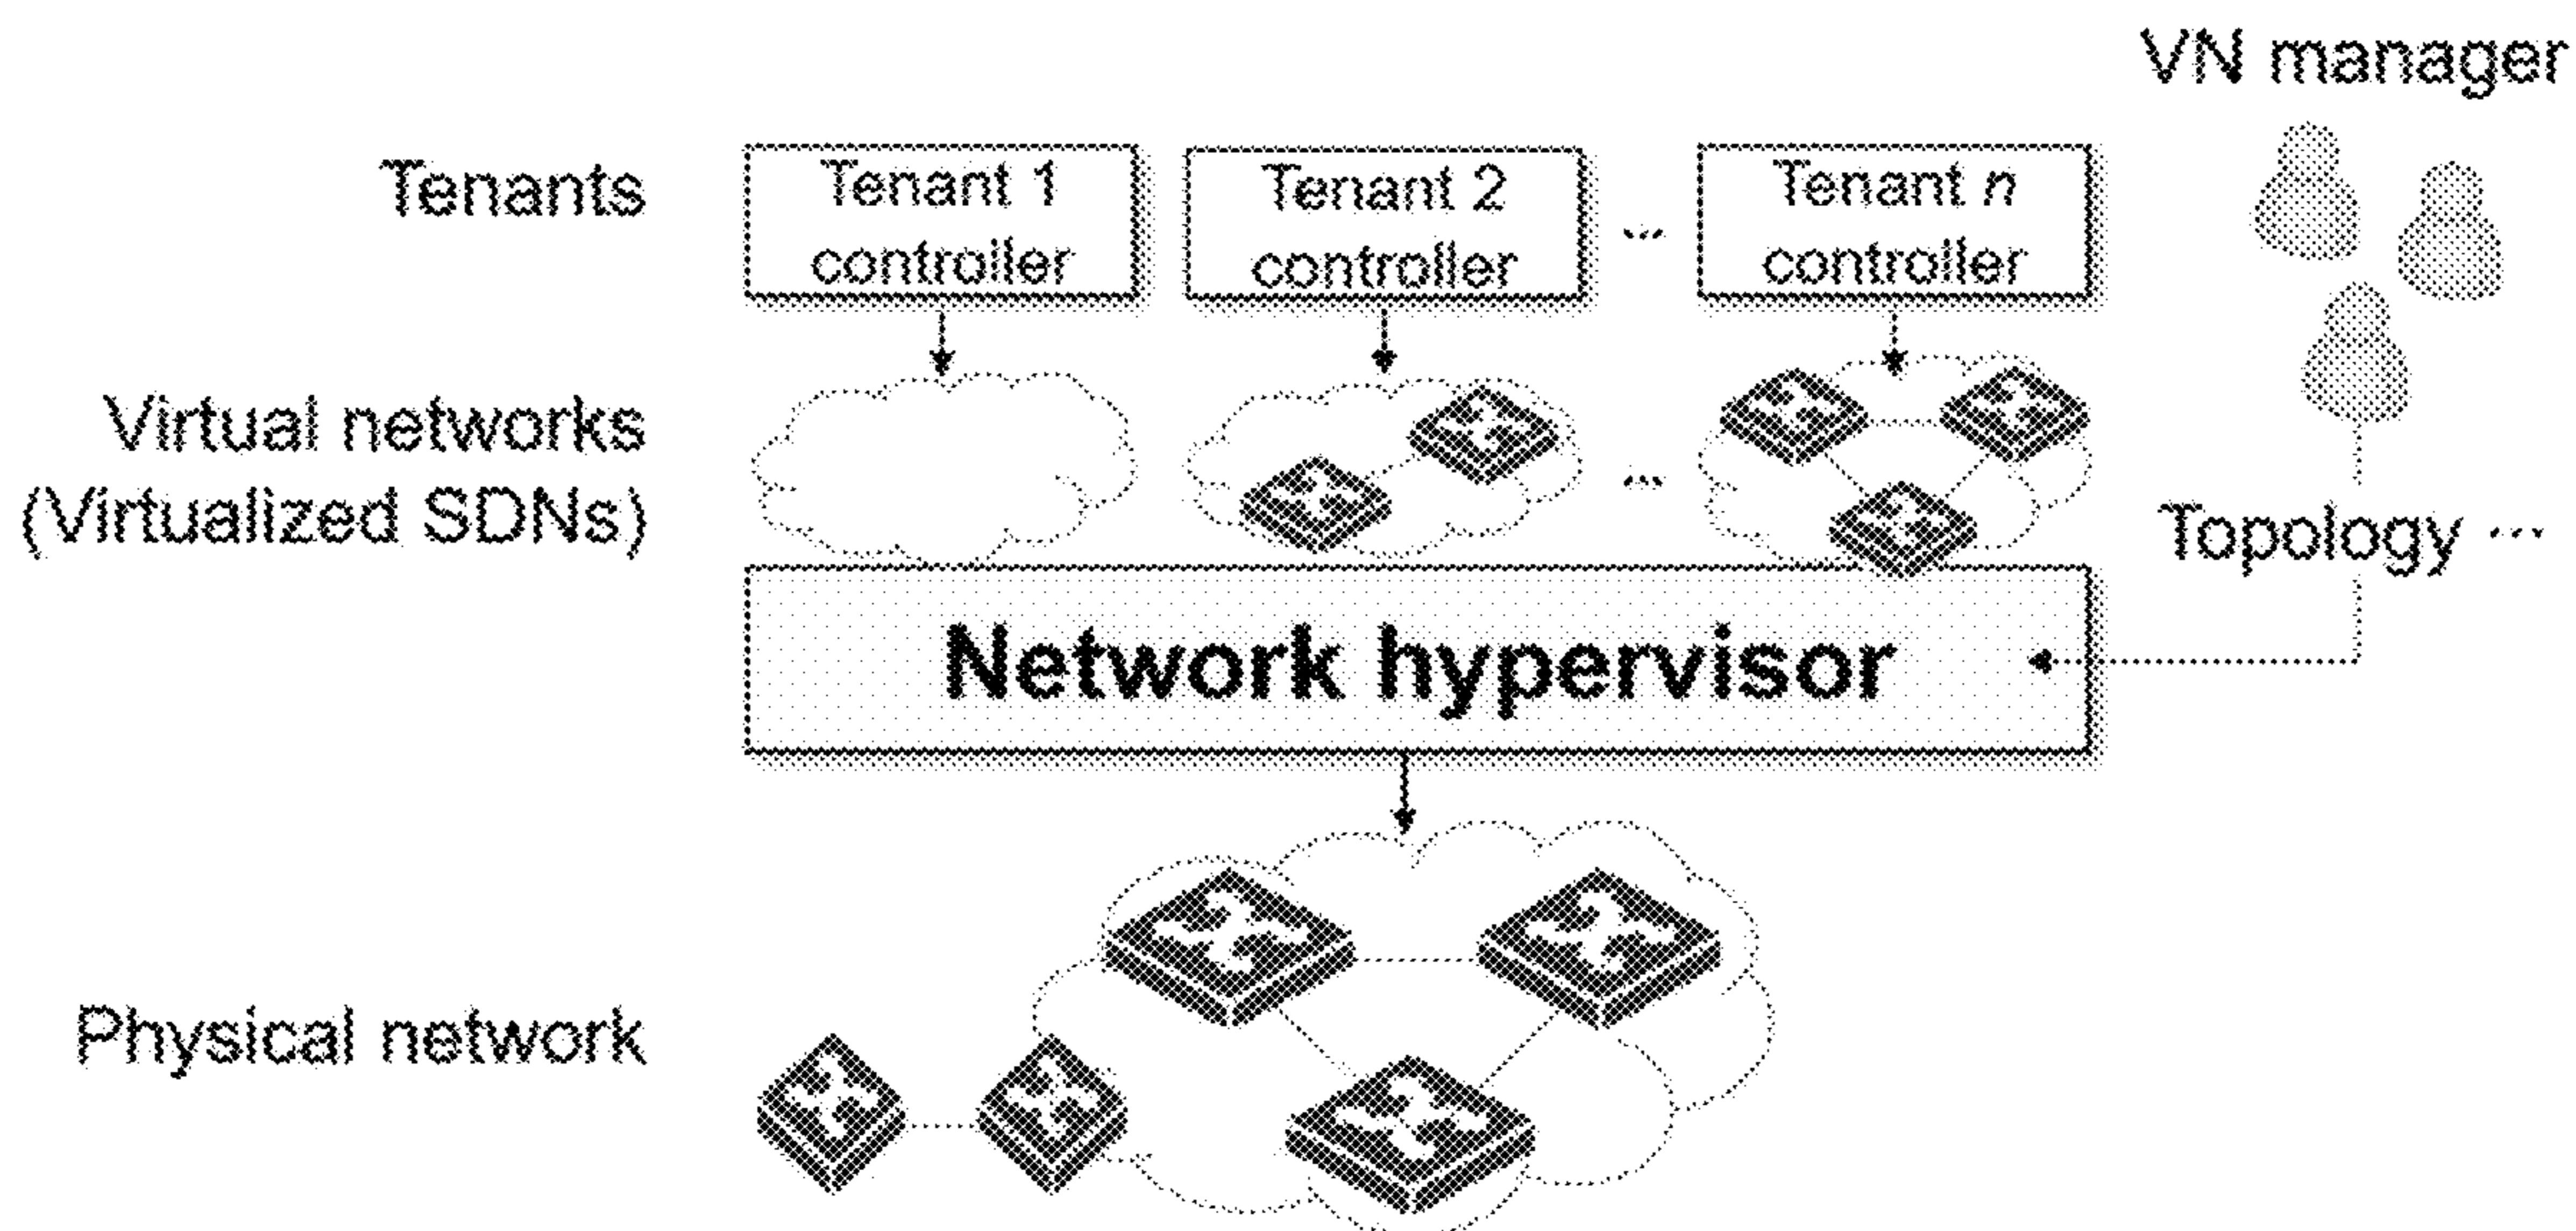 VN manager
Tenants
Tenant 1
controller
Tenant 2
controller
...
Tenant n
controller
Virtual networks
(Virtualized SDNs)
...
Topology ...
Network hypervisor
Physical network